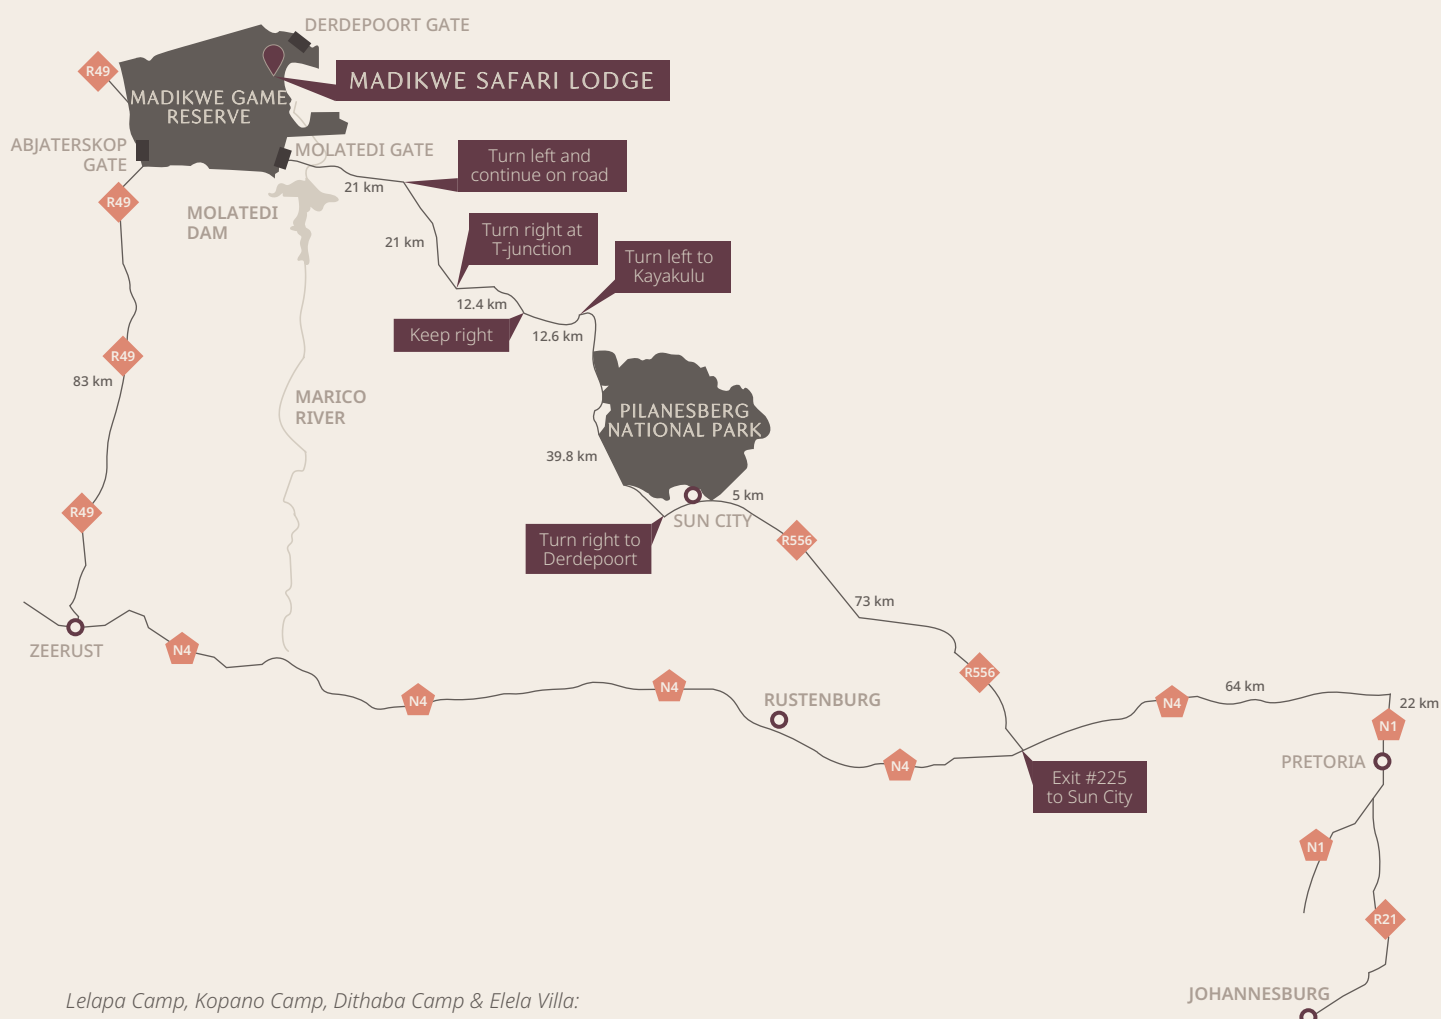 DERDEPOORT GATE
R49
MADIKWE SAFARI LODGE
MADIKWE GAME
RESERVE
ABJATERSKOP
GATE
MOLATEDI GATE
Turn left and
continue on road
21 km
R49
MOLATEDI
DAM
21 km
Turn right at
T-junction
Turn left to
Kayakulu
12.4 km
Keep right
12.6 km
R49
83 km
MARICO
RIVER
PILANESBERG
NATIONAL PARK
39.8 km
5 km
R49
SUN CITY
Turn right to
Derdepoort
R556
73 km
ZEERUST
N4
R556
N4
N4
RUSTENBURG
N4
64 km
22 km
N1
N4
PRETORIA
Exit #225
to Sun City
N1
R21
JOHANNESBURG
Lelapa Camp, Kopano Camp, Dithaba Camp & Elela Villa: